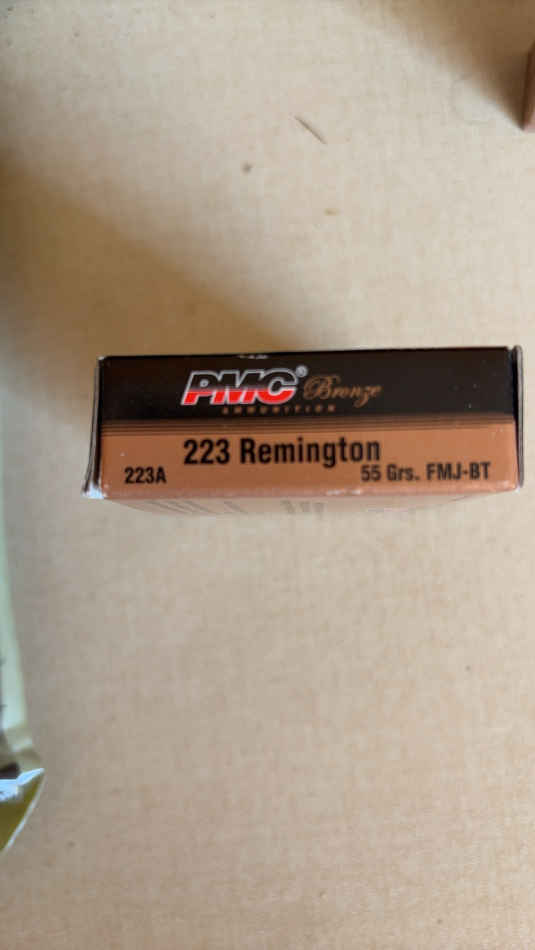 PMC® Bronze
AMMUNITION
223 Remington
223A 55 Grs. FMJ-BT